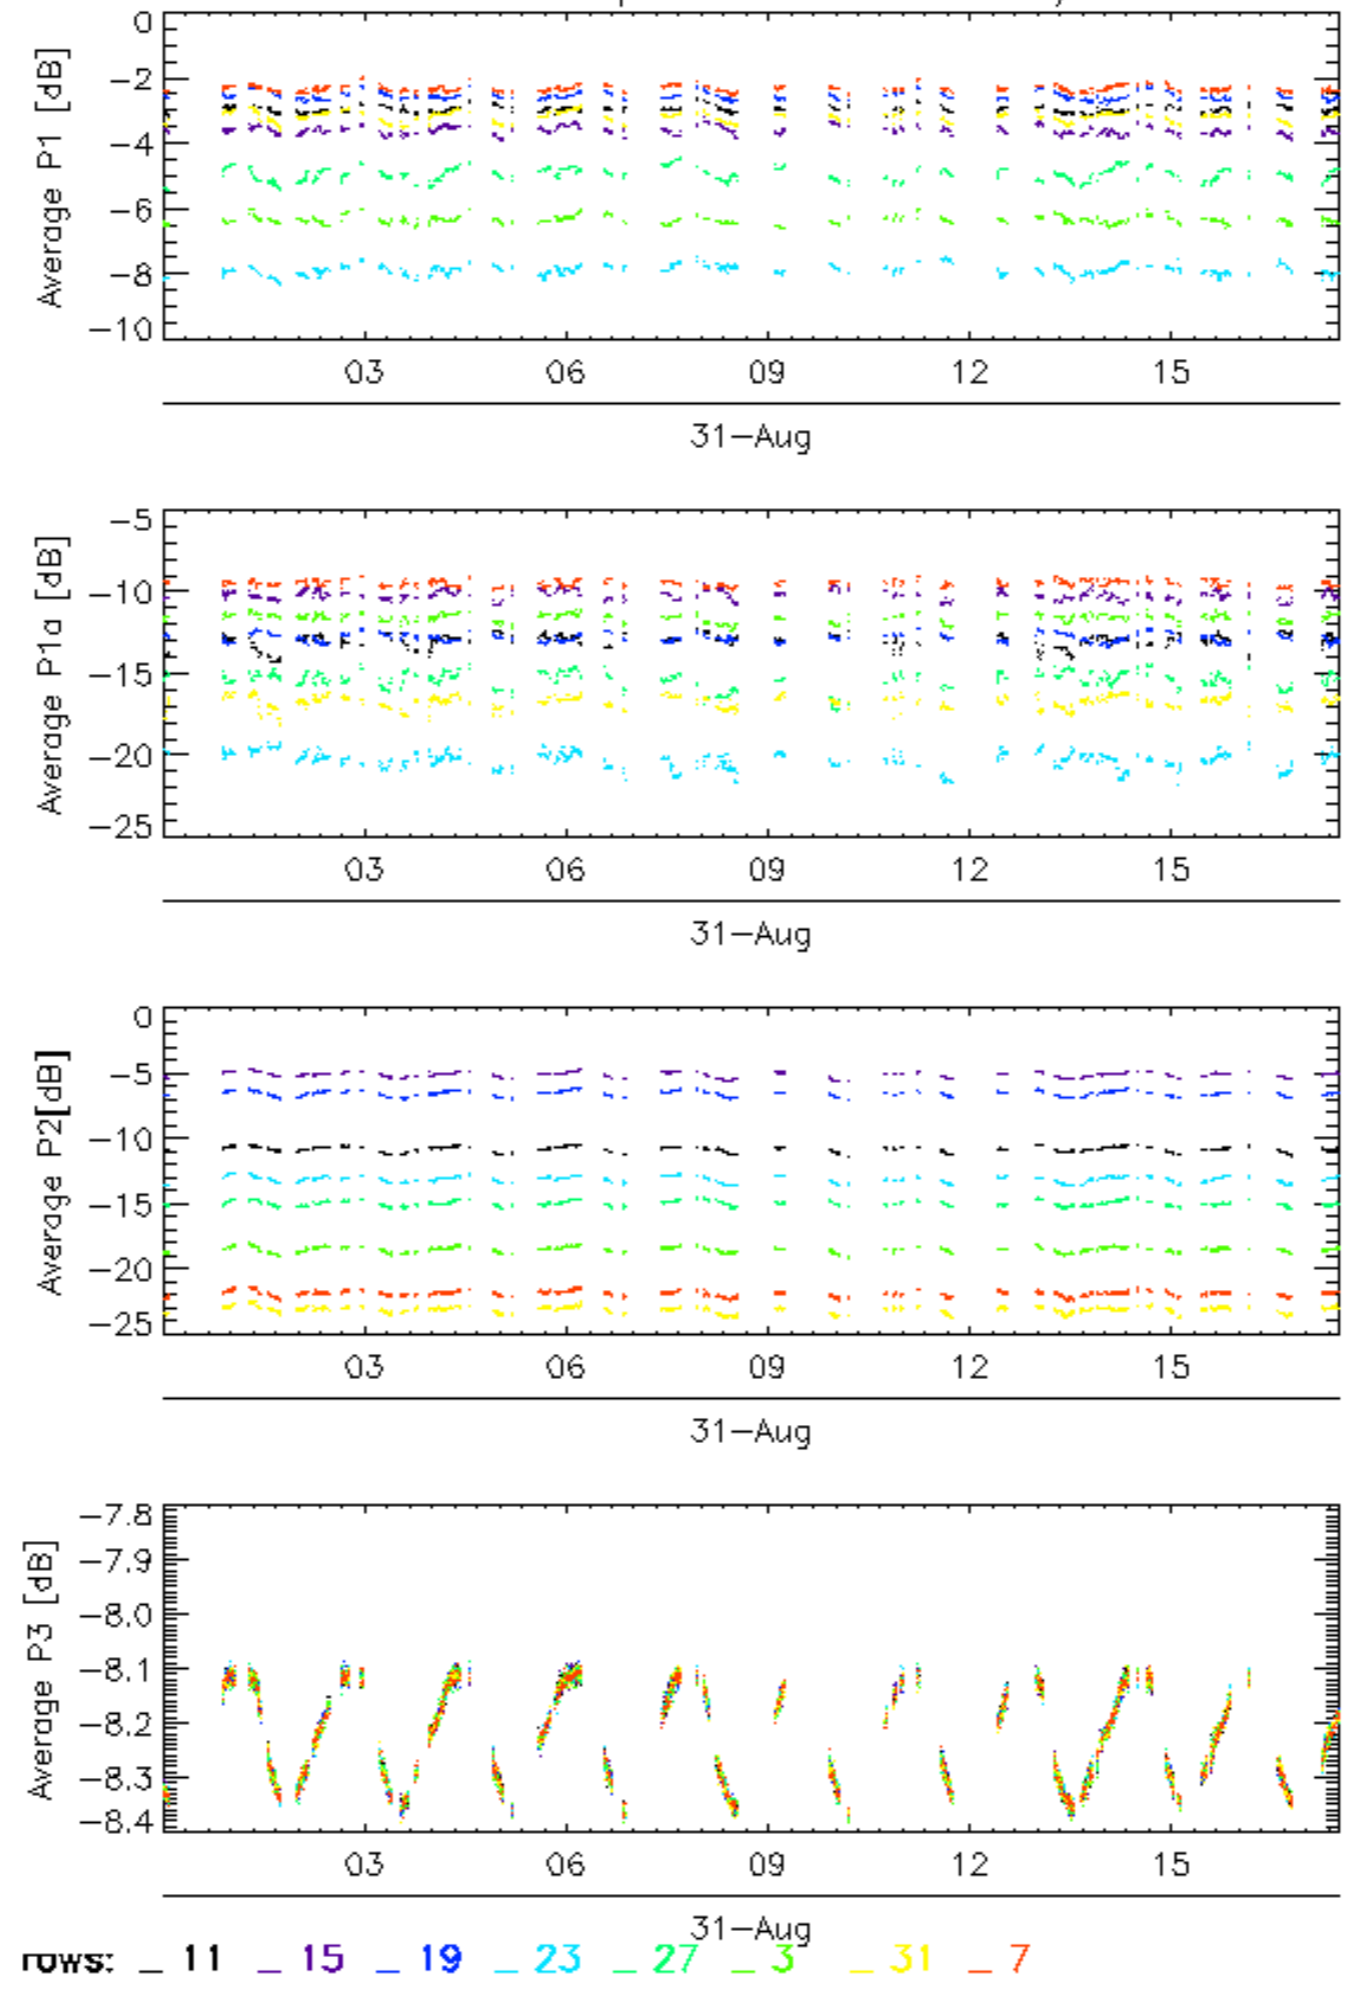 0
−2
−4
−6
−8
−10
Average P1 [dB]
03 06 09 12 15
31−Aug
−5
−10
−15
−20
−25
Average P1a [dB]
03 06 09 12 15
31−Aug
0
−5
−10
−15
−20
−25
Average P2[dB]
03 06 09 12 15
31−Aug
−7.8
−7.9
−8.0
−8.1
−8.2
−8.3
−8.4
Average P3 [dB]
03 06 09 12 15
31−Aug
rows: _ 11 _ 15 _ 19 _ 23 _ 27 _ 3 _ 31 _ 7